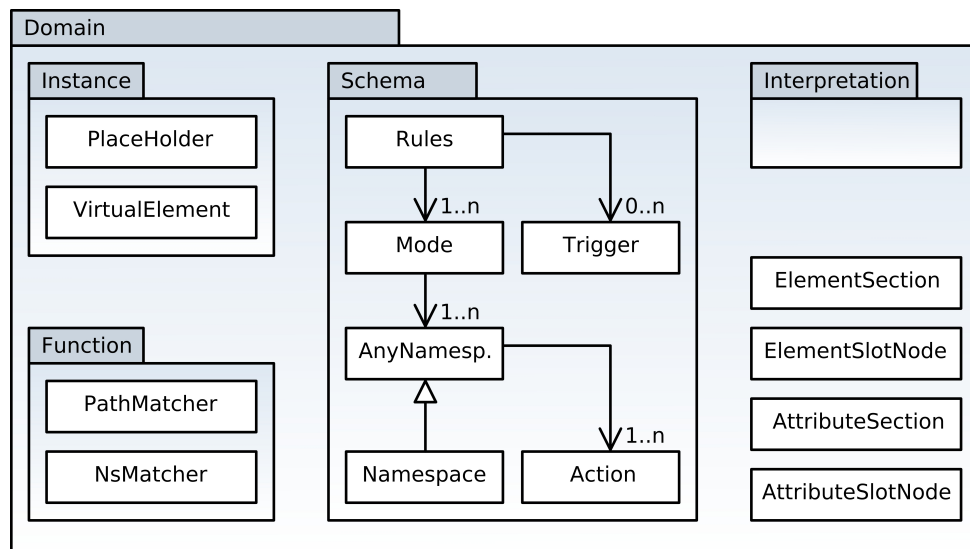 Domain
Instance
PlaceHolder
VirtualElement
Function
PathMatcher
NsMatcher
Schema
Rules
1..n
0..n
Mode
Trigger
1..n
AnyNamesp.
1..n
Namespace
Action
Interpretation
ElementSection
ElementSlotNode
AttributeSection
AttributeSlotNode